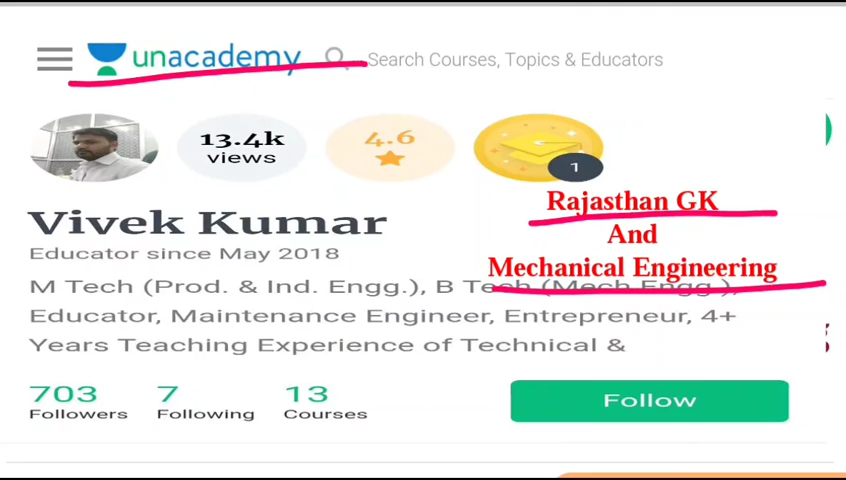 unacademy
Search Courses, Topics & Educators
13.4k
views
4.6
1
Rajasthan GK
And
Mechanical Engineering
Vivek Kumar
Educator since May 2018
M Tech (Prod. & Ind. Engg.), B Tech (Mech Engg.),
Educator, Maintenance Engineer, Entrepreneur, 4+
Years Teaching Experience of Technical &
703
Followers
7
Following
13
Courses
Follow